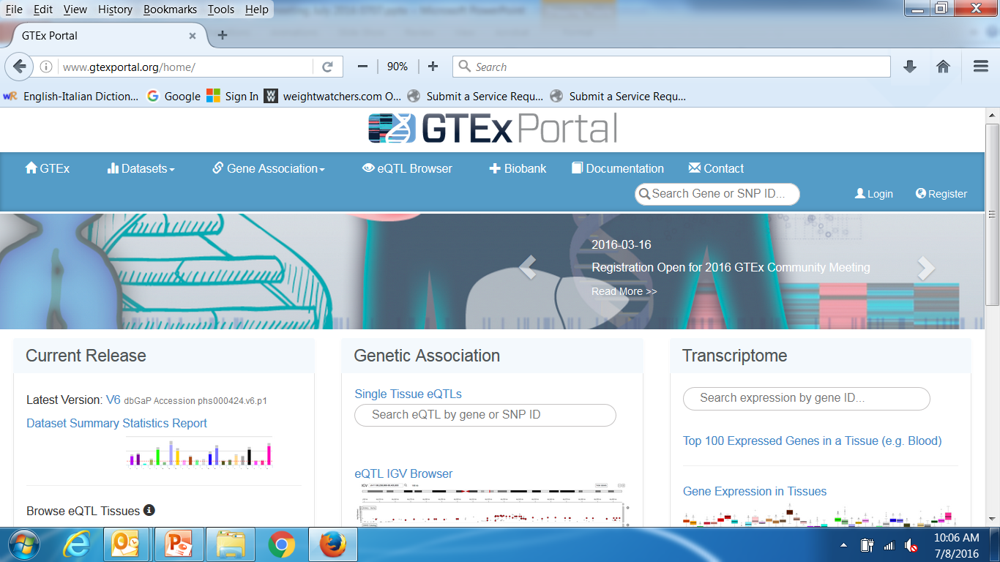 File Edit View History Bookmarks Tools Help
GTEx Portal
www.gtexportal.org/home/
90%
Search
English-Italian Diction... Google Sign In weightwatchers.com O... Submit a Service Requ... Submit a Service Requ...
GTEx Portal
GTEx Datasets Gene Association eQTL Browser Biobank Documentation Contact
Search Gene or SNP ID... Login Register
2016-03-16
Registration Open for 2016 GTEx Community Meeting
Read More >>
Current Release
Latest Version: V6 dbGaP Accession phs000424.v6.p1
Dataset Summary Statistics Report
Browse eQTL Tissues
Genetic Association
Single Tissue eQTLs
Search eQTL by gene or SNP ID
eQTL IGV Browser
IGV
Transcriptome
Search expression by gene ID...
Top 100 Expressed Genes in a Tissue (e.g. Blood)
Gene Expression in Tissues
10:06 AM
7/8/2016